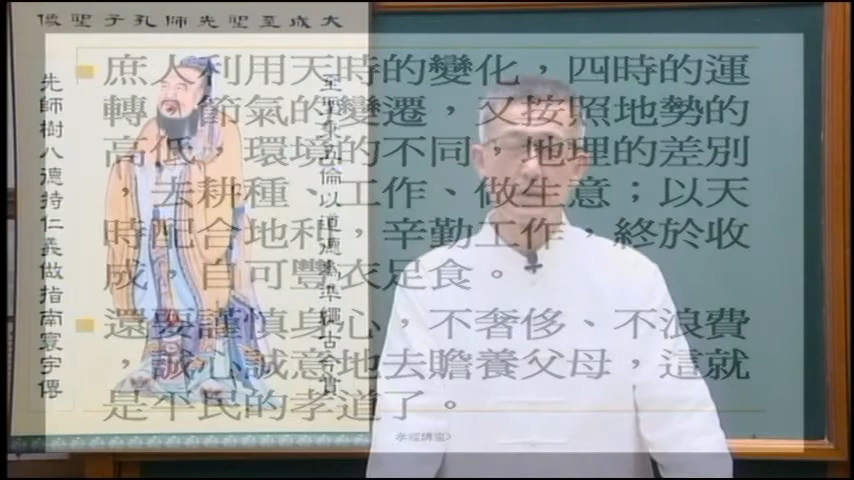 大成至聖先師孔子聖像
庶人利用天時的變化，四時的運
轉、節氣的變遷，又按照地勢的
高低，環境的不同，地理的差別
，去耕種、工作、做生意；以天
時配合地利，辛勤工作，終於收
成，自可豐衣足食。
還要謹慎身心，不奢侈、不浪費
，誠心誠意地去贍養父母，這就
是平民的孝道了。
先師樹八德持仁義做指南寰宇傳